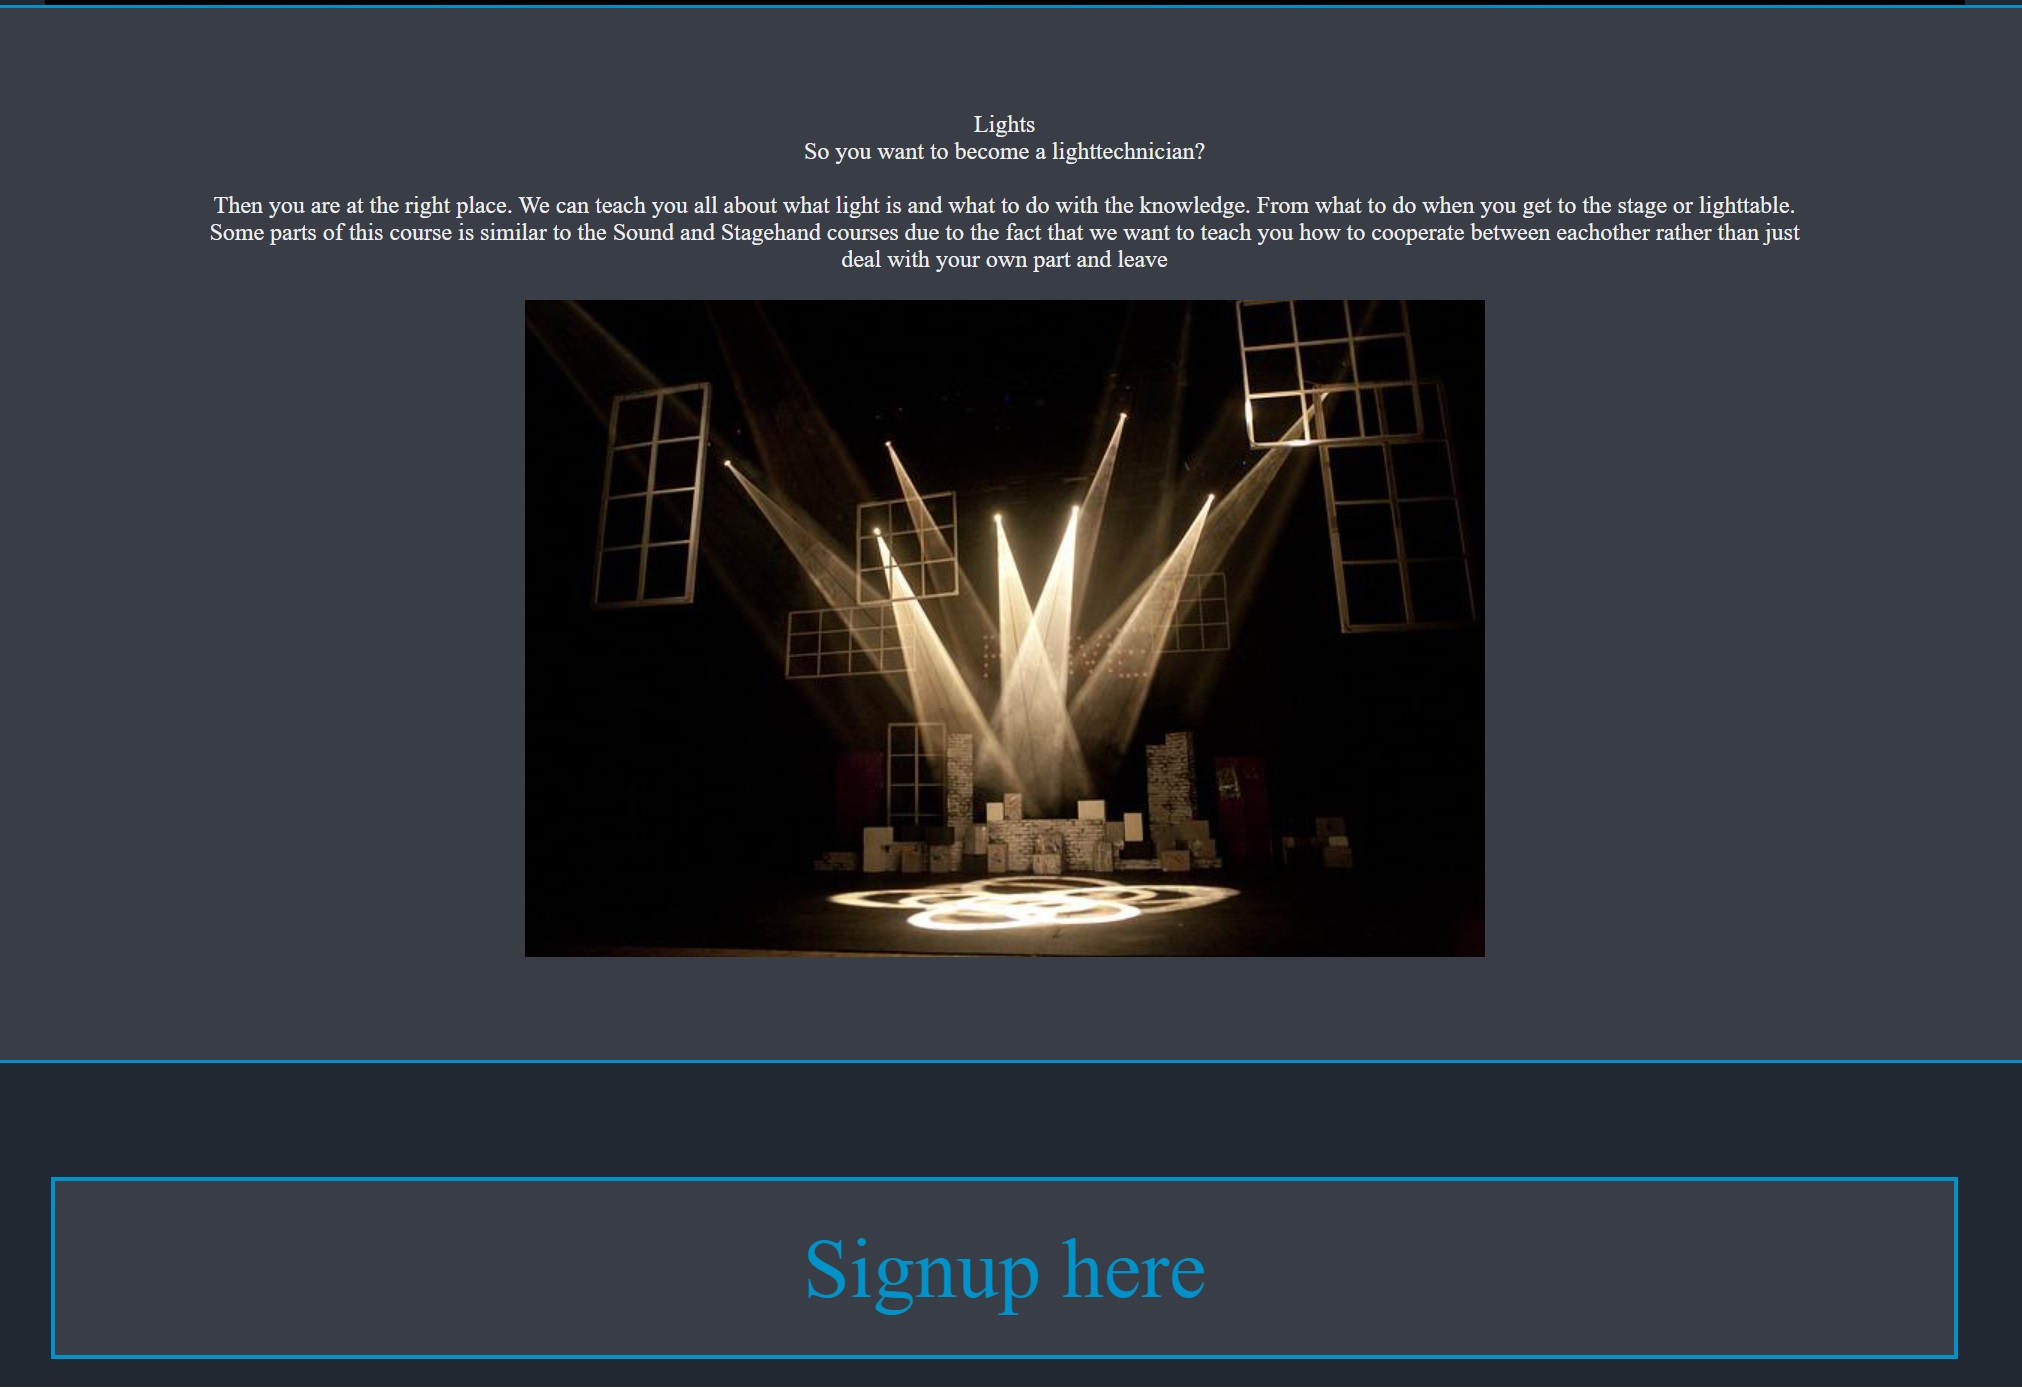 Lights
So you want to become a lighttechnician?
Then you are at the right place. We can teach you all about what light is and what to do with the knowledge. From what to do when you get to the stage or lighttable.
Some parts of this course is similar to the Sound and Stagehand courses due to the fact that we want to teach you how to cooperate between eachother rather than just
deal with your own part and leave
Signup here